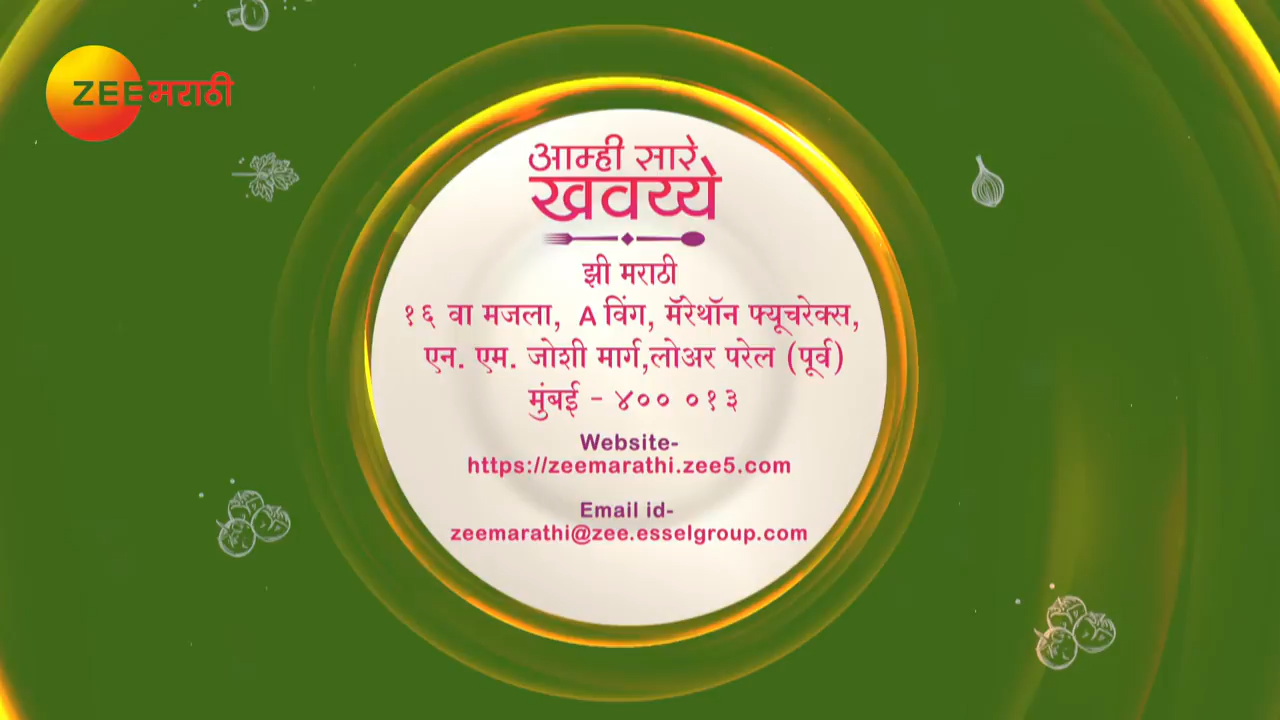 ZEE मराठी
आम्ही सारे
खवय्ये
झी मराठी
१६ वा मजला, A विंग, मॅरेथॉन फ्यूचरेक्स,
एन. एम. जोशी मार्ग,लोअर परेल (पूर्व)
मुंबई - ४०० ०१३
Website-
https://zeemarathi.zee5.com
Email id-
zeemarathi@zee.esselgroup.com